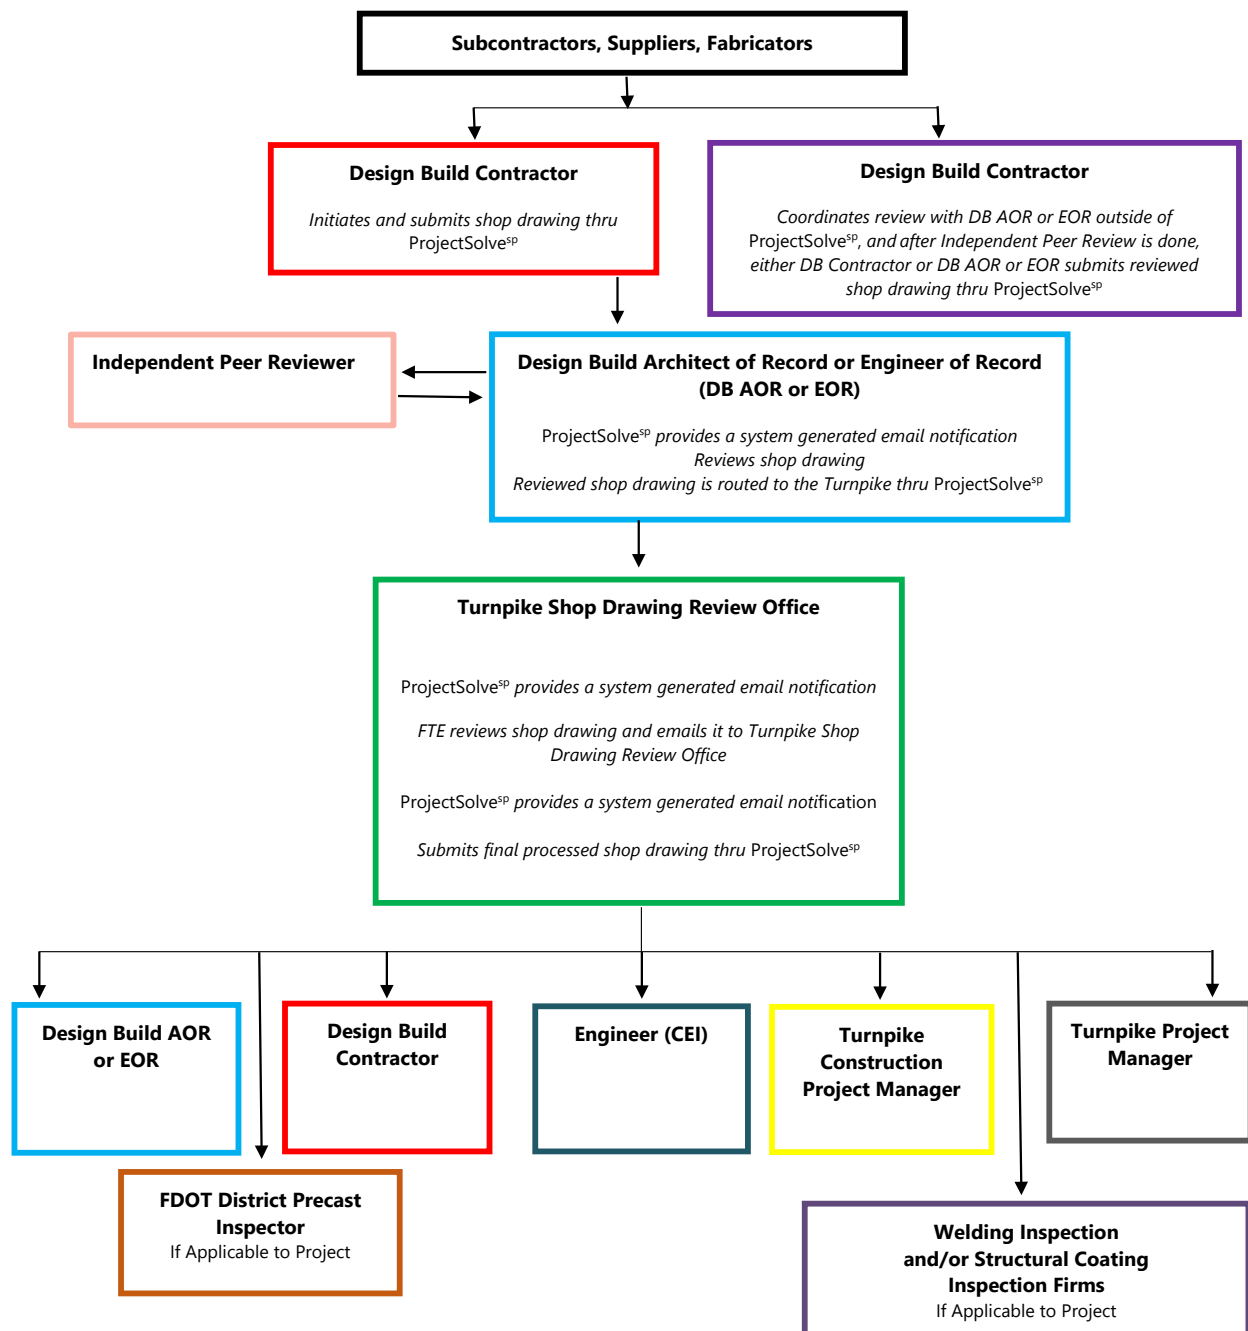 Subcontractors, Suppliers, Fabricators
Design Build Contractor
Initiates and submits shop drawing thru
ProjectSolvesp
Design Build Contractor
Coordinates review with DB AOR or EOR outside of
ProjectSolvesp, and after Independent Peer Review is done,
either DB Contractor or DB AOR or EOR submits reviewed
shop drawing thru ProjectSolvesp
Independent Peer Reviewer
Design Build Architect of Record or Engineer of Record
(DB AOR or EOR)
ProjectSolvesp provides a system generated email notification
Reviews shop drawing
Reviewed shop drawing is routed to the Turnpike thru ProjectSolvesp
Turnpike Shop Drawing Review Office
ProjectSolvesp provides a system generated email notification
FTE reviews shop drawing and emails it to Turnpike Shop
Drawing Review Office
ProjectSolvesp provides a system generated email notification
Submits final processed shop drawing thru ProjectSolvesp
Design Build AOR
or EOR
Design Build
Contractor
Engineer (CEI)
Turnpike
Construction
Project Manager
Turnpike Project
Manager
FDOT District Precast
Inspector
If Applicable to Project
Welding Inspection
and/or Structural Coating
Inspection Firms
If Applicable to Project